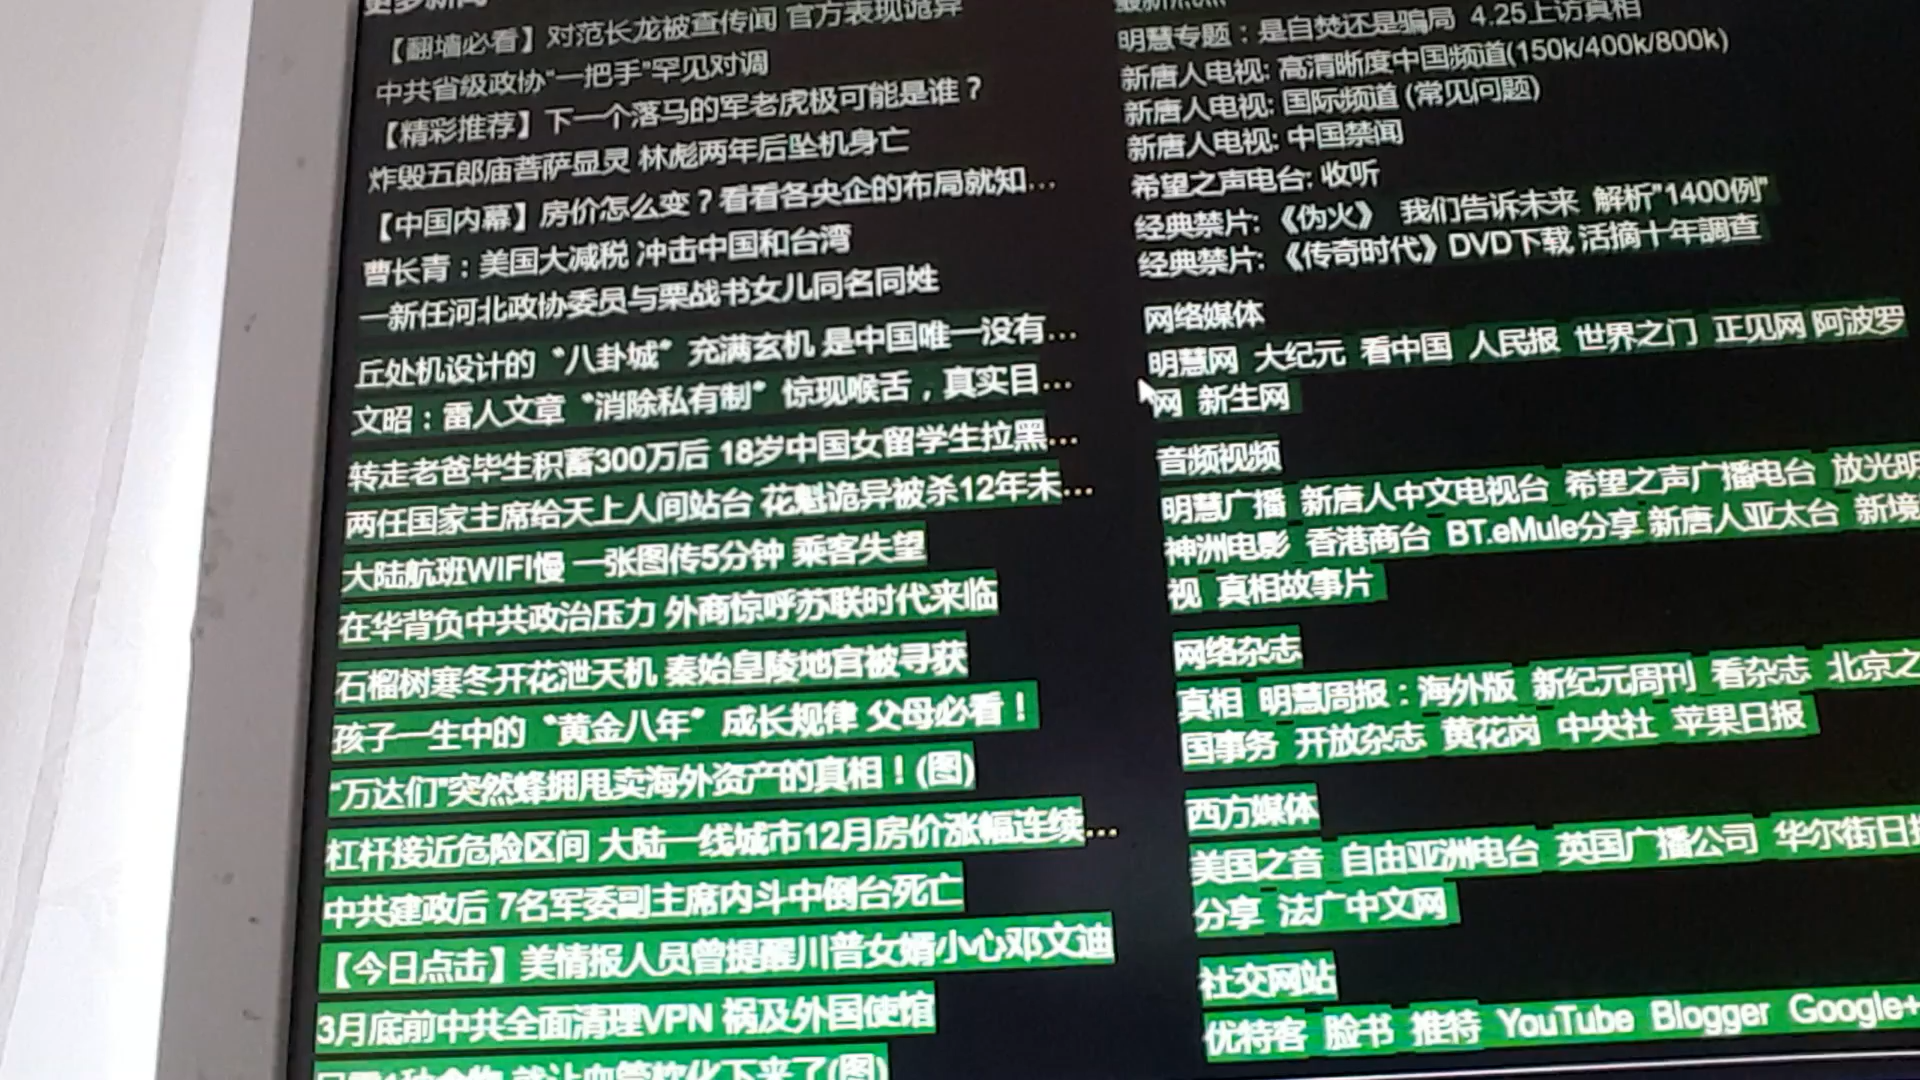 更多新闻
【翻墙必看】对范长龙被查传闻 官方表现诡异
中共省级政协“一把手”罕见对调
【精彩推荐】下一个落马的军老虎极可能是谁？
炸毁五郎庙菩萨显灵 林彪两年后坠机身亡
【中国内幕】房价怎么变？看看各央企的布局就知...
曹长青：美国大减税 冲击中国和台湾
一新任河北政协委员与栗战书女儿同名同姓
丘处机设计的“八卦城”充满玄机 是中国唯一没有...
文昭：雷人文章“消除私有制”惊现喉舌，真实目...
转走老爸毕生积蓄300万后 18岁中国女留学生拉黑...
两任国家主席给天上人间站台 花魁诡异被杀12年未...
大陆航班WIFI慢 一张图传5分钟 乘客失望
在华背负中共政治压力 外商惊呼苏联时代来临
石榴树寒冬开花泄天机 秦始皇陵地宫被寻获
孩子一生中的“黄金八年”成长规律 父母必看！
“万达们”突然蜂拥甩卖海外资产的真相！(图)
杠杆接近危险区间 大陆一线城市12月房价涨幅连续...
中共建政后 7名军委副主席内斗中倒台死亡
【今日点击】美情报人员曾提醒川普女婿小心邓文迪
3月底前中共全面清理VPN 祸及外国使馆
就让血管软化下来了(图)
明慧专题：是自焚还是骗局 4.25上访真相
新唐人电视: 高清晰度中国频道(150k/400k/800k)
新唐人电视: 国际频道 (常见问题)
新唐人电视: 中国禁闻
希望之声电台: 收听
经典禁片: 《伪火》 我们告诉未来 解析"1400例"
经典禁片: 《传奇时代》DVD下载 活摘十年調查
网络媒体
明慧网 大纪元 看中国 人民报 世界之门 正见网 阿波罗
网 新生网
音频视频
明慧广播 新唐人中文电视台 希望之声广播电台 放光明
神洲电影 香港商台 BT.eMule分享 新唐人亚太台 新境
视 真相故事片
网络杂志
真相 明慧周报：海外版 新纪元周刊 看杂志 北京之
国事务 开放杂志 黄花岗 中央社 苹果日报
西方媒体
美国之音 自由亚洲电台 英国广播公司 华尔街日报
分享 法广中文网
社交网站
优特客 脸书 推特 YouTube Blogger Google+